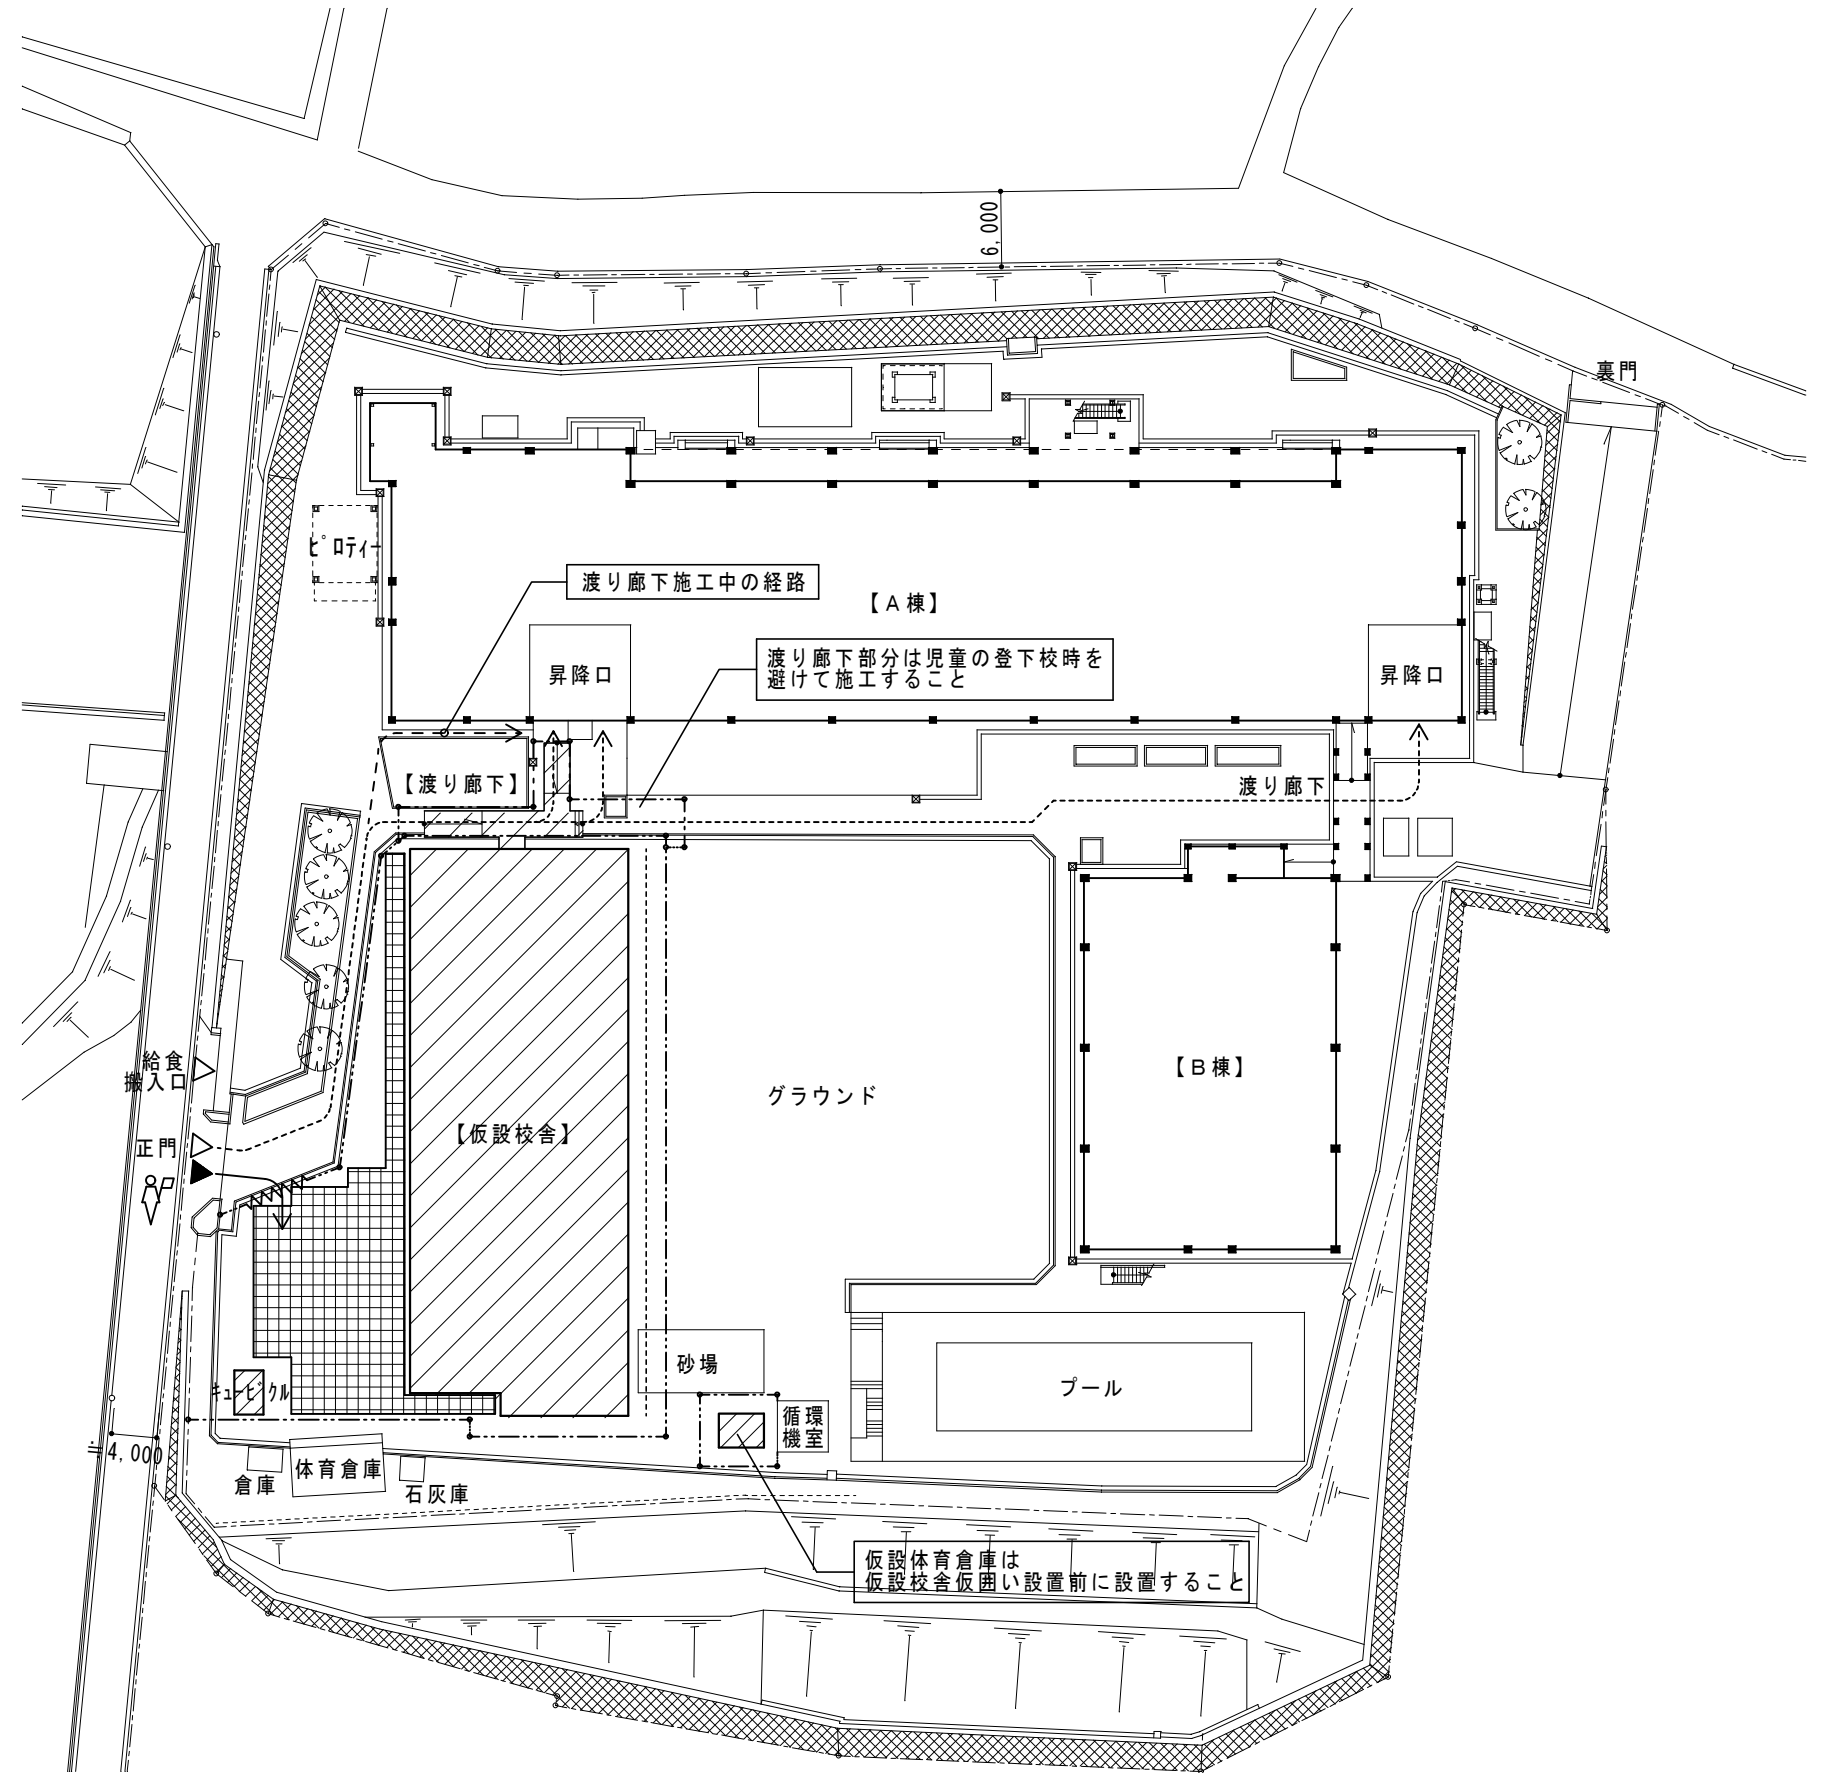 6,000
裏門
ピロティー
渡り廊下施工中の経路
【A棟】
昇降口
渡り廊下部分は児童の登下校時を
避けて施工すること
昇降口
【渡り廊下】
渡り廊下
給食
搬入口
【B棟】
グラウンド
【仮設校舎】
正門
砂場
プール
キュービクル
循環
機室
≒4,000
倉庫
体育倉庫
石灰庫
仮設体育倉庫は
仮設校舎仮囲い設置前に設置すること